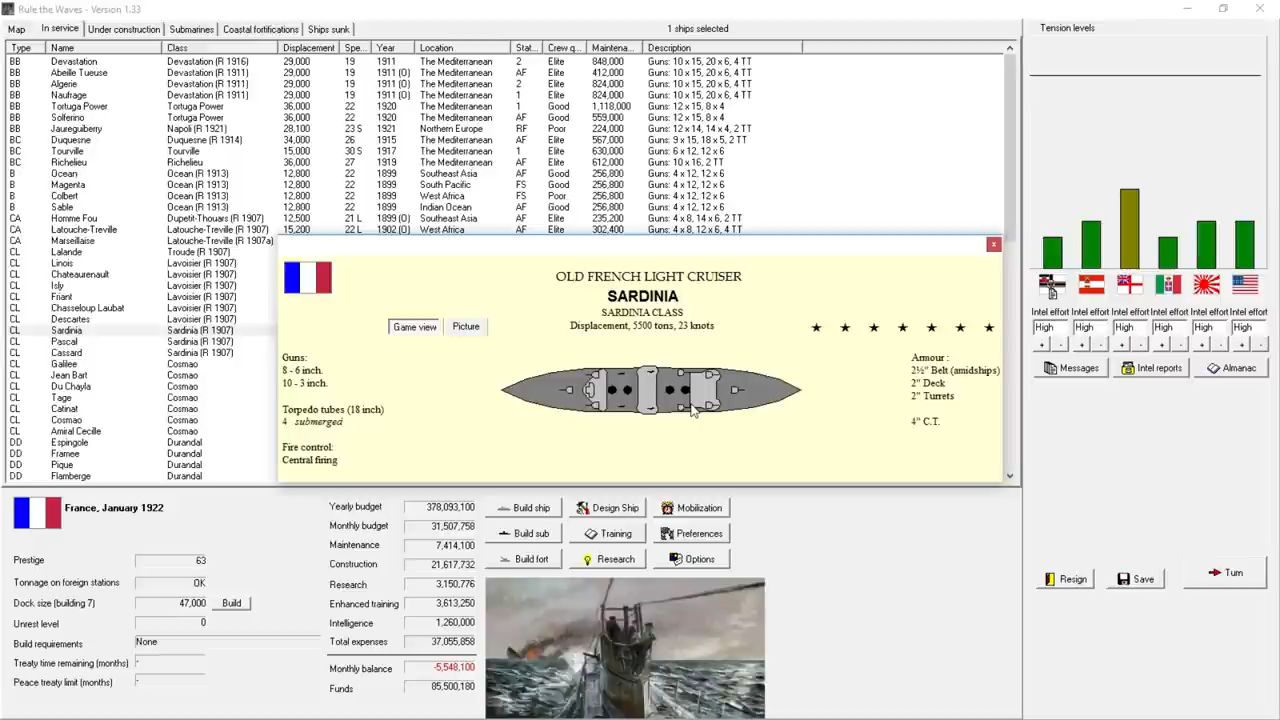 Rule the Waves - Version 1.33
Map In service Under construction Submarines Coastal fortifications Ships sunk 1 ships selected
Type Name Class Displacement Spe... Year Location Stat... Crew q... Maintena... Description
BB Devastation Devastation (R 1916) 29,000 19 1911 The Mediterranean 2 Elite 848,000 Guns: 10 x 15, 20 x 6, 4 TT
BB Abeille Tueuse Devastation (R 1911) 29,000 19 1911 (O) The Mediterranean AF Elite 412,000 Guns: 10 x 15, 20 x 6, 4 TT
BB Algerie Devastation (R 1911) 29,000 19 1911 (O) The Mediterranean 2 Elite 824,000 Guns: 10 x 15, 20 x 6, 4 TT
BB Naufrage Devastation (R 1911) 29,000 19 1911 (O) The Mediterranean 1 Elite 824,000 Guns: 10 x 15, 20 x 6, 4 TT
BB Tortuga Power Tortuga Power 36,000 22 1920 The Mediterranean 1 Good 1,118,000 Guns: 12 x 15, 8 x 4
BB Solferino Tortuga Power 36,000 22 1920 The Mediterranean AF Good 559,000 Guns: 12 x 15, 8 x 4
BB Jaureguiberry Napoli (R 1921) 28,100 23 S 1921 Northern Europe RF Poor 224,000 Guns: 12 x 14, 14 x 4, 2 TT
BC Duquesne Duquesne (R 1914) 34,000 26 1915 The Mediterranean AF Elite 567,000 Guns: 9 x 15, 18 x 5, 2 TT
BC Tourville Tourville 15,000 30 S 1917 The Mediterranean 1 Elite 630,000 Guns: 6 x 12, 12 x 6
BC Richelieu Richelieu 36,000 27 1919 The Mediterranean AF Elite 612,000 Guns: 10 x 16, 2 TT
B Ocean Ocean (R 1913) 12,800 22 1899 Southeast Asia AF Elite 256,800 Guns: 4 x 12, 12 x 6
B Magenta Ocean (R 1913) 12,800 22 1899 South Pacific FS Good 256,800 Guns: 4 x 12, 12 x 6
B Colbert Ocean (R 1913) 12,800 22 1899 West Africa FS Poor 256,800 Guns: 4 x 12, 12 x 6
B Sable Ocean (R 1913) 12,800 22 1899 Indian Ocean AF Good 256,800 Guns: 4 x 12, 12 x 6
CA Homme Fou Dupetit-Thouars (R 1907) 12,500 21 L 1899 (O) Southeast Asia AF Elite 235,200 Guns: 4 x 8, 14 x 6, 2 TT
CA Latouche-Treville Latouche-Treville (R 1907) 15,200 22 L 1902 (O) West Africa AF Elite 302,400 Guns: 4 x 8, 12 x 6, 4 TT
CA Marseillaise Latouche-Treville (R 1907a)
CL Lalande Troude (R 1907)
CL Linois Lavoisier (R 1907)
CL Chateaurenault Lavoisier (R 1907)
CL Isly Lavoisier (R 1907)
CL Friant Lavoisier (R 1907)
CL Chasseloup Laubat Lavoisier (R 1907)
CL Descartes Lavoisier (R 1907)
CL Sardinia Sardinia (R 1907)
CL Pascal Sardinia (R 1907)
CL Cassard Sardinia (R 1907)
CL Galilee Cosmao
CL Jean Bart Cosmao
CL Du Chayla Cosmao
CL Tage Cosmao
CL Catinat Cosmao
CL Cosmao Cosmao
CL Amiral Cecille Cosmao
DD Espingole Durandal
DD Framee Durandal
DD Pique Durandal
DD Flamberge Durandal
OLD FRENCH LIGHT CRUISER
SARDINIA
SARDINIA CLASS
Displacement, 5500 tons, 23 knots
Game view Picture
Guns:
8 - 6 inch.
10 - 3 inch.
Torpedo tubes (18 inch)
4 submerged
Fire control:
Central firing
Armour :
2½" Belt (amidships)
2" Deck
2" Turrets
4" C.T.
Tension levels
Intel effort Intel effort Intel effort Intel effort Intel effort Intel effort
High High High High High High
+ - + - + - + - + - + -
Messages Intel reports Almanac
France, January 1922
Prestige 63
Tonnage on foreign stations OK
Dock size (building 7) 47,000 Build
Unrest level 0
Build requirements None
Treaty time remaining (months) -
Peace treaty limit (months) -
Yearly budget 378,093,100
Monthly budget 31,507,758
Maintenance 7,414,100
Construction 21,617,732
Research 3,150,776
Enhanced training 3,613,250
Intelligence 1,260,000
Total expenses 37,055,858
Monthly balance -5,548,100
Funds 85,500,180
Build ship Design Ship Mobilization
Build sub Training Preferences
Build fort Research Options
Resign Save Turn